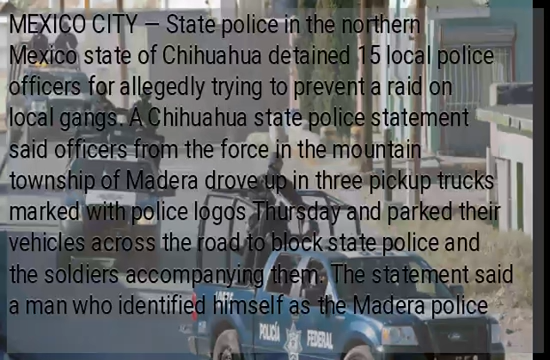 MEXICO CITY — State police in the northern
Mexico state of Chihuahua detained 15 local police
officers for allegedly trying to prevent a raid on
local gangs. A Chihuahua state police statement
said officers from the force in the mountain
township of Madera drove up in three pickup trucks
marked with police logos Thursday and parked their
vehicles across the road to block state police and
the soldiers accompanying them. The statement said
a man who identified himself as the Madera police
POLICÍA FEDERAL